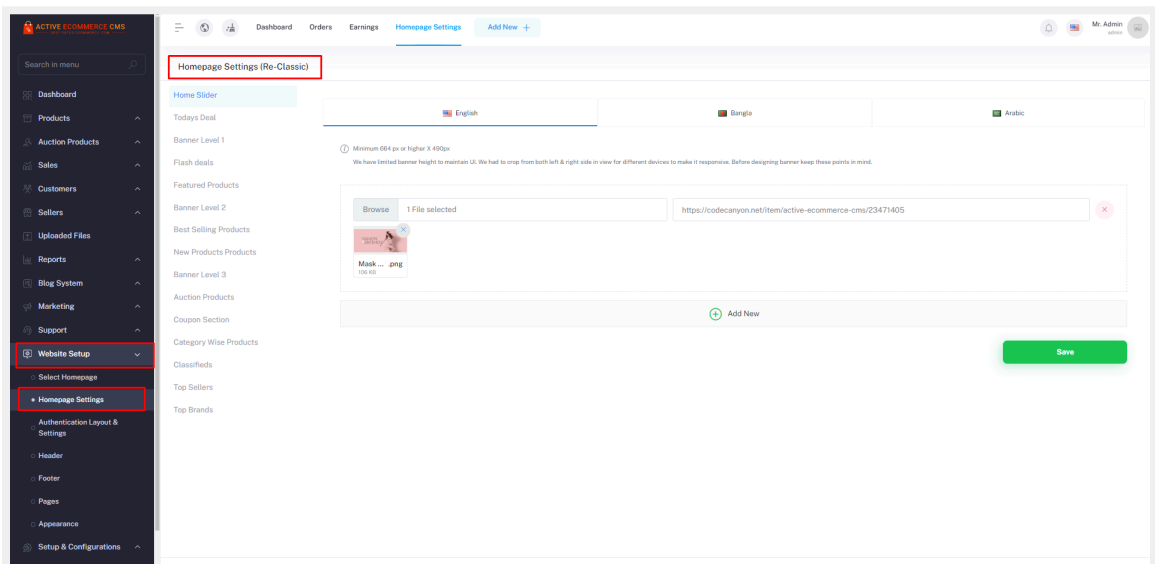 ACTIVE ECOMMERCE CMS
Dashboard
Orders
Earnings
Homepage Settings
Add New +
Mr. Admin
admin
Search in menu
Dashboard
Products
Auction Products
Sales
Customers
Sellers
Uploaded Files
Reports
Blog System
Marketing
Support
Website Setup
Select Homepage
Homepage Settings
Authentication Layout &
Settings
Header
Footer
Pages
Appearance
Setup & Configurations
Homepage Settings (Re-Classic)
Home Slider
Todays Deal
Banner Level 1
Flash deals
Featured Products
Banner Level 2
Best Selling Products
New Products Products
Banner Level 3
Auction Products
Coupon Section
Category Wise Products
Classifieds
Top Sellers
Top Brands
English
Bangla
Arabic
Minimum 664 px or higher X 490px
We have limited banner height to maintain UI. We had to crop from both left & right side in view for different devices to make it responsive. Before designing banner keep these points in mind.
Browse
1 File selected
https://codecanyon.net/item/active-ecommerce-cms/23471405
Mask ... .png
106 KB
Add New
Save